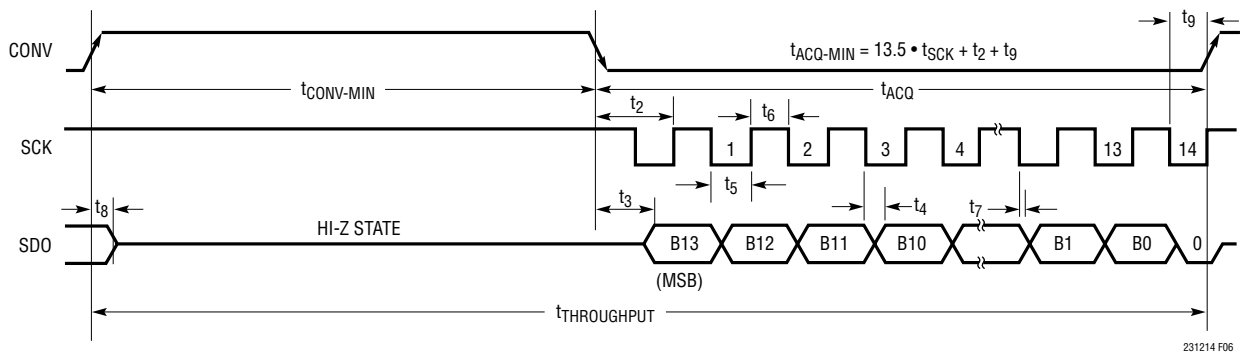 t9
CONV
tACQ-MIN = 13.5 • tSCK + t2 + t9
tCONV-MIN
tACQ
t2
t6
SCK
1 2 3 4 13 14
t5
t3
t4
t7
t8
HI-Z STATE
SDO
B13 B12 B11 B10 B1 B0 0
(MSB)
tTHROUGHPUT
231214 F06